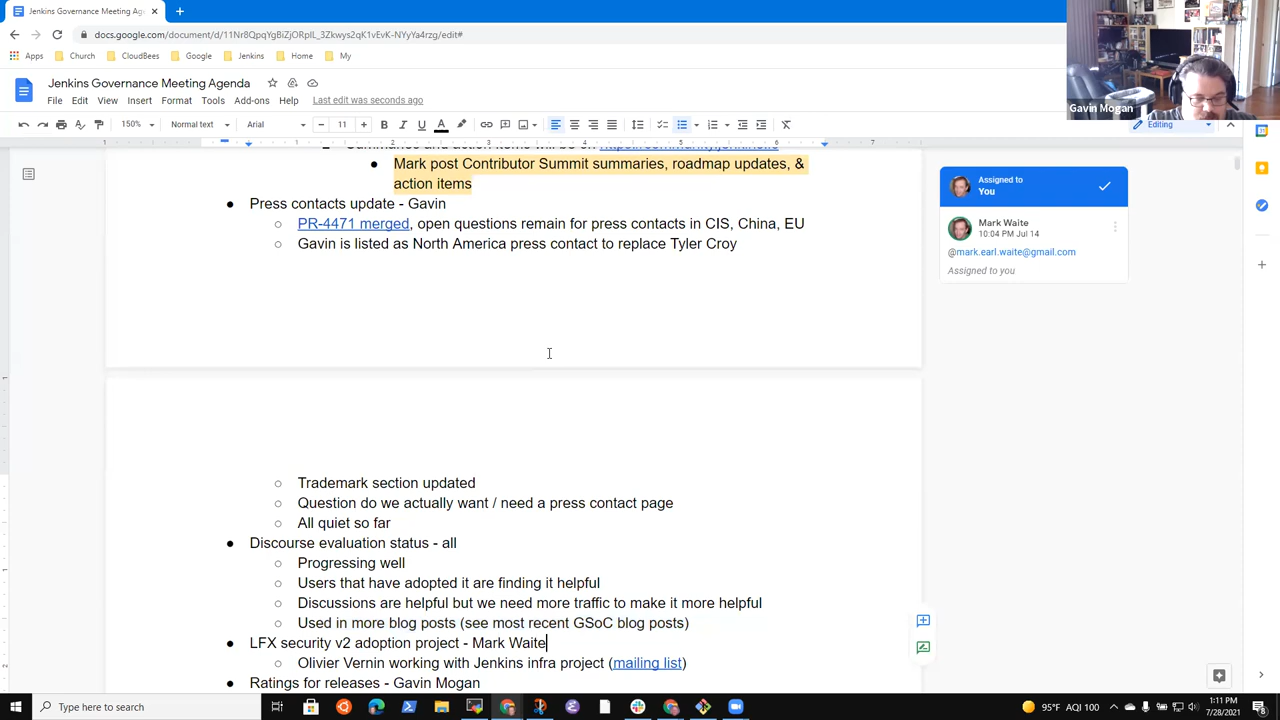 Jenkins Governance Meeting Agenda
docs.google.com/document/d/11Nr8QpqYgBiZjORplL_3Zkwys2qK1vEvK-NYyYa4rzg/edit#
Apps Church CloudBees Google Jenkins Home My
Gavin Mogan
Jenkins Governance Meeting Agenda
File Edit View Insert Format Tools Add-ons Help Last edit was seconds ago
150% Normal text Arial 11 Editing
1 1 2 3 4 5 6 7
Mark post Contributor Summit summaries, roadmap updates, &
action items
Press contacts update - Gavin
PR-4471 merged, open questions remain for press contacts in CIS, China, EU
Gavin is listed as North America press contact to replace Tyler Croy
Assigned to
You
Mark Waite
10:04 PM Jul 14
@mark.earl.waite@gmail.com
Assigned to you
Trademark section updated
Question do we actually want / need a press contact page
All quiet so far
Discourse evaluation status - all
Progressing well
Users that have adopted it are finding it helpful
Discussions are helpful but we need more traffic to make it more helpful
Used in more blog posts (see most recent GSoC blog posts)
LFX security v2 adoption project - Mark Waite
Olivier Vernin working with Jenkins infra project (mailing list)
Ratings for releases - Gavin Mogan
Type here to search
95°F AQI 100
1:11 PM
7/28/2021